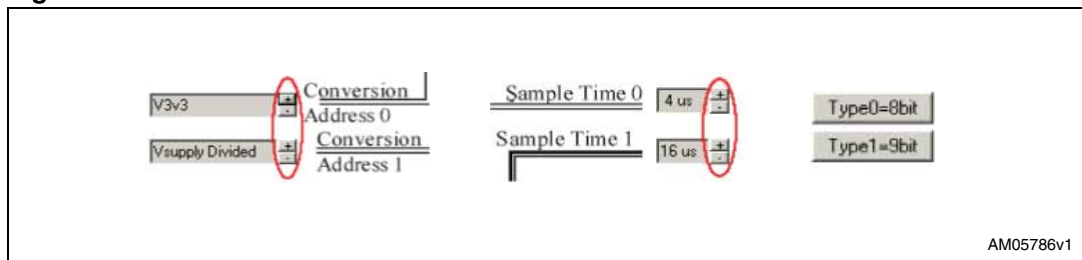 V3v3 + - Conversion Address 0
Vsupply Divided + - Conversion Address 1
Sample Time 0 4 us + -
Sample Time 1 16 us + -
Type0=8bit
Type1=9bit
AM05786v1